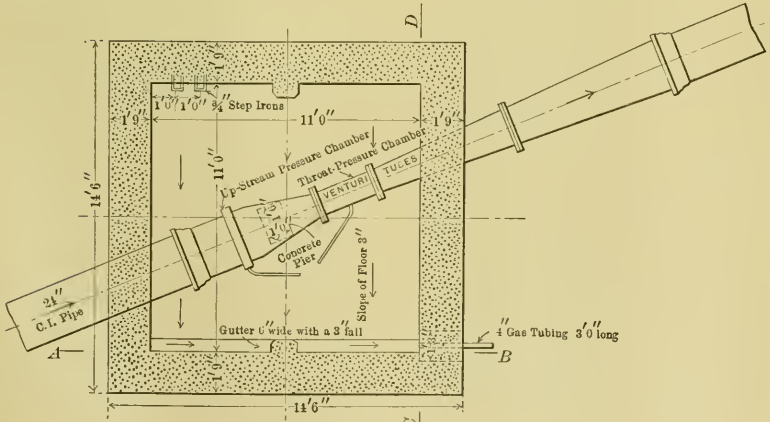 D
1'9"
1'0" 1'0" ¾" Step Irons
1'9"
11'0"
1'9"
Up-Stream Pressure Chamber
Throat-Pressure Chamber
VENTURI
TUBES
11'0"
14'6"
1'0"
Concrete
Pier
Slope of Floor 3"
24"
C.I. Pipe
Gutter 6" wide with a 3" fall
4" Gas Tubing 3'0" long
A
B
1'9"
14'6"